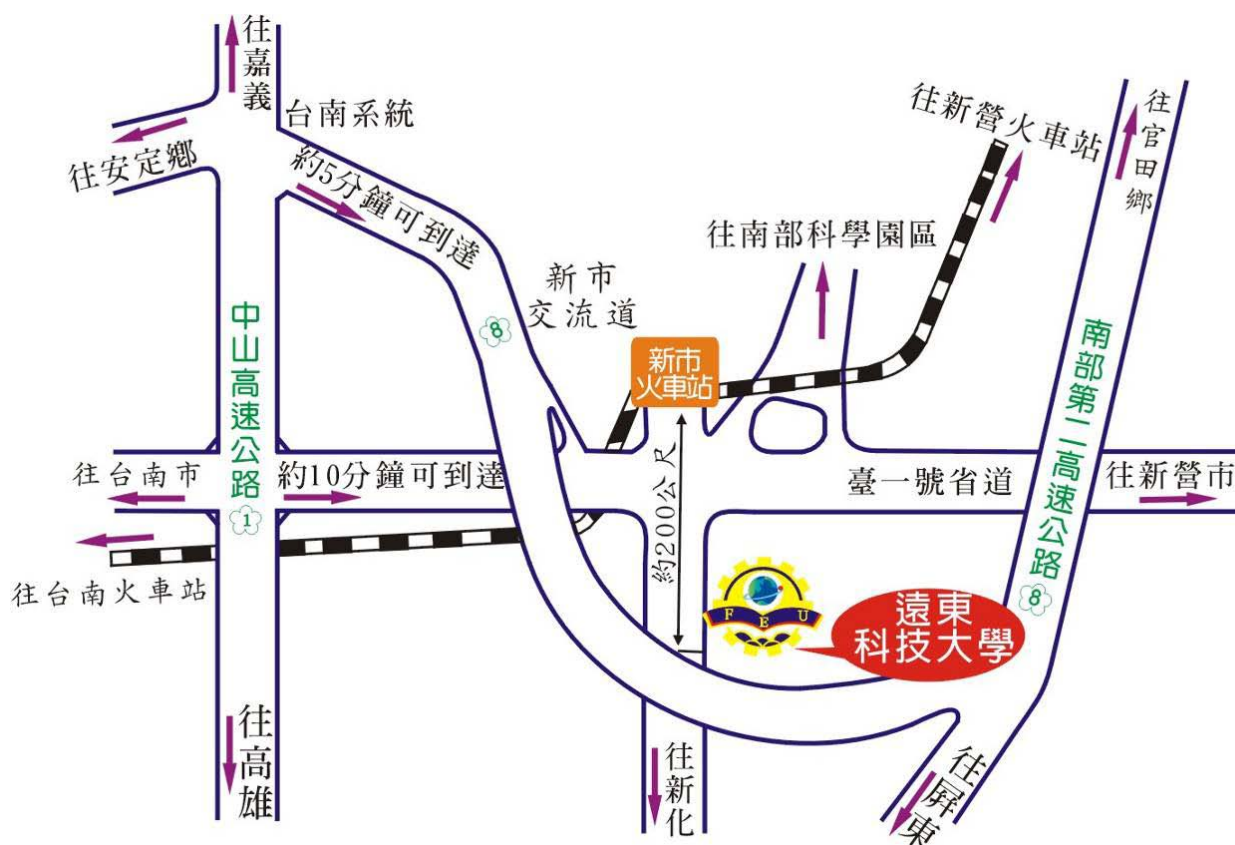 往嘉義
台南系統
往安定鄉
約5分鐘可到達
往新營火車站
往官田鄉
往南部科學園區
新市
交流道
8
新市
火車站
中山高速公路
1
南部第二高速公路
8
往台南市
約10分鐘可到達
臺一號省道
往新營市
約200公尺
往台南火車站
F E U
遠東
科技大學
往高雄
往新化
往屏東